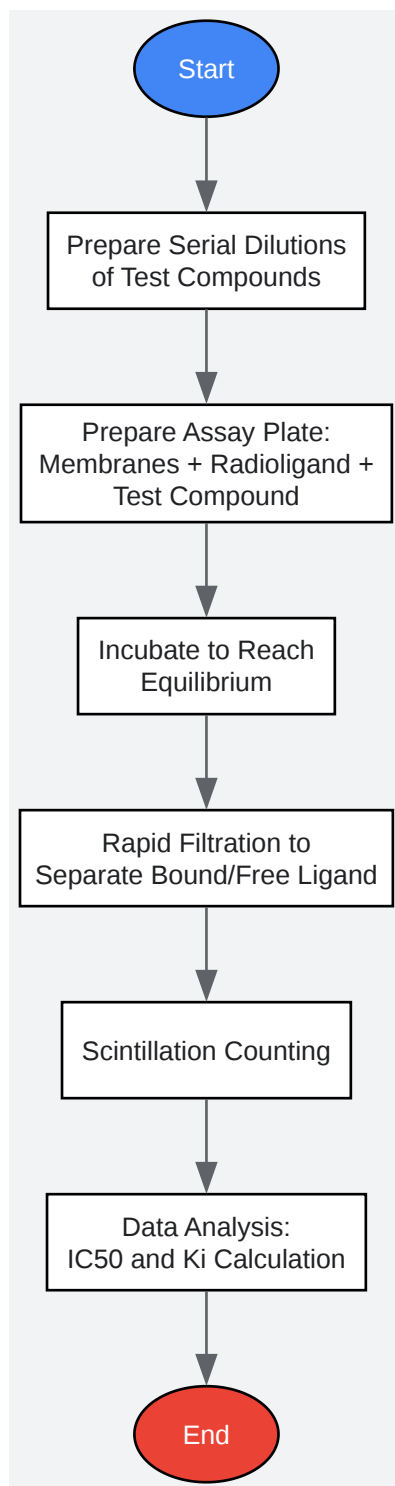 Start
Prepare Serial Dilutions
of Test Compounds
Prepare Assay Plate:
Membranes + Radioligand +
Test Compound
Incubate to Reach
Equilibrium
Rapid Filtration to
Separate Bound/Free Ligand
Scintillation Counting
Data Analysis:
IC50 and Ki Calculation
End